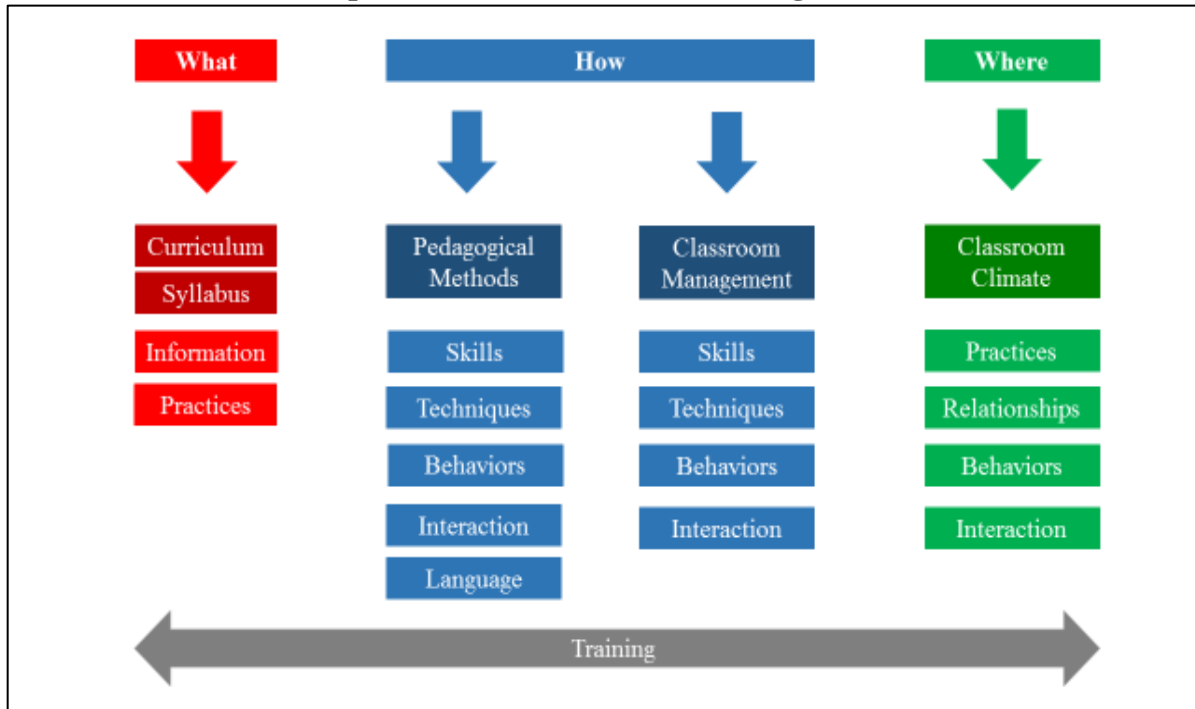 What
How
Where
Curriculum
Syllabus
Information
Practices
Pedagogical
Methods
Skills
Techniques
Behaviors
Interaction
Language
Classroom
Management
Skills
Techniques
Behaviors
Interaction
Classroom
Climate
Practices
Relationships
Behaviors
Interaction
Training